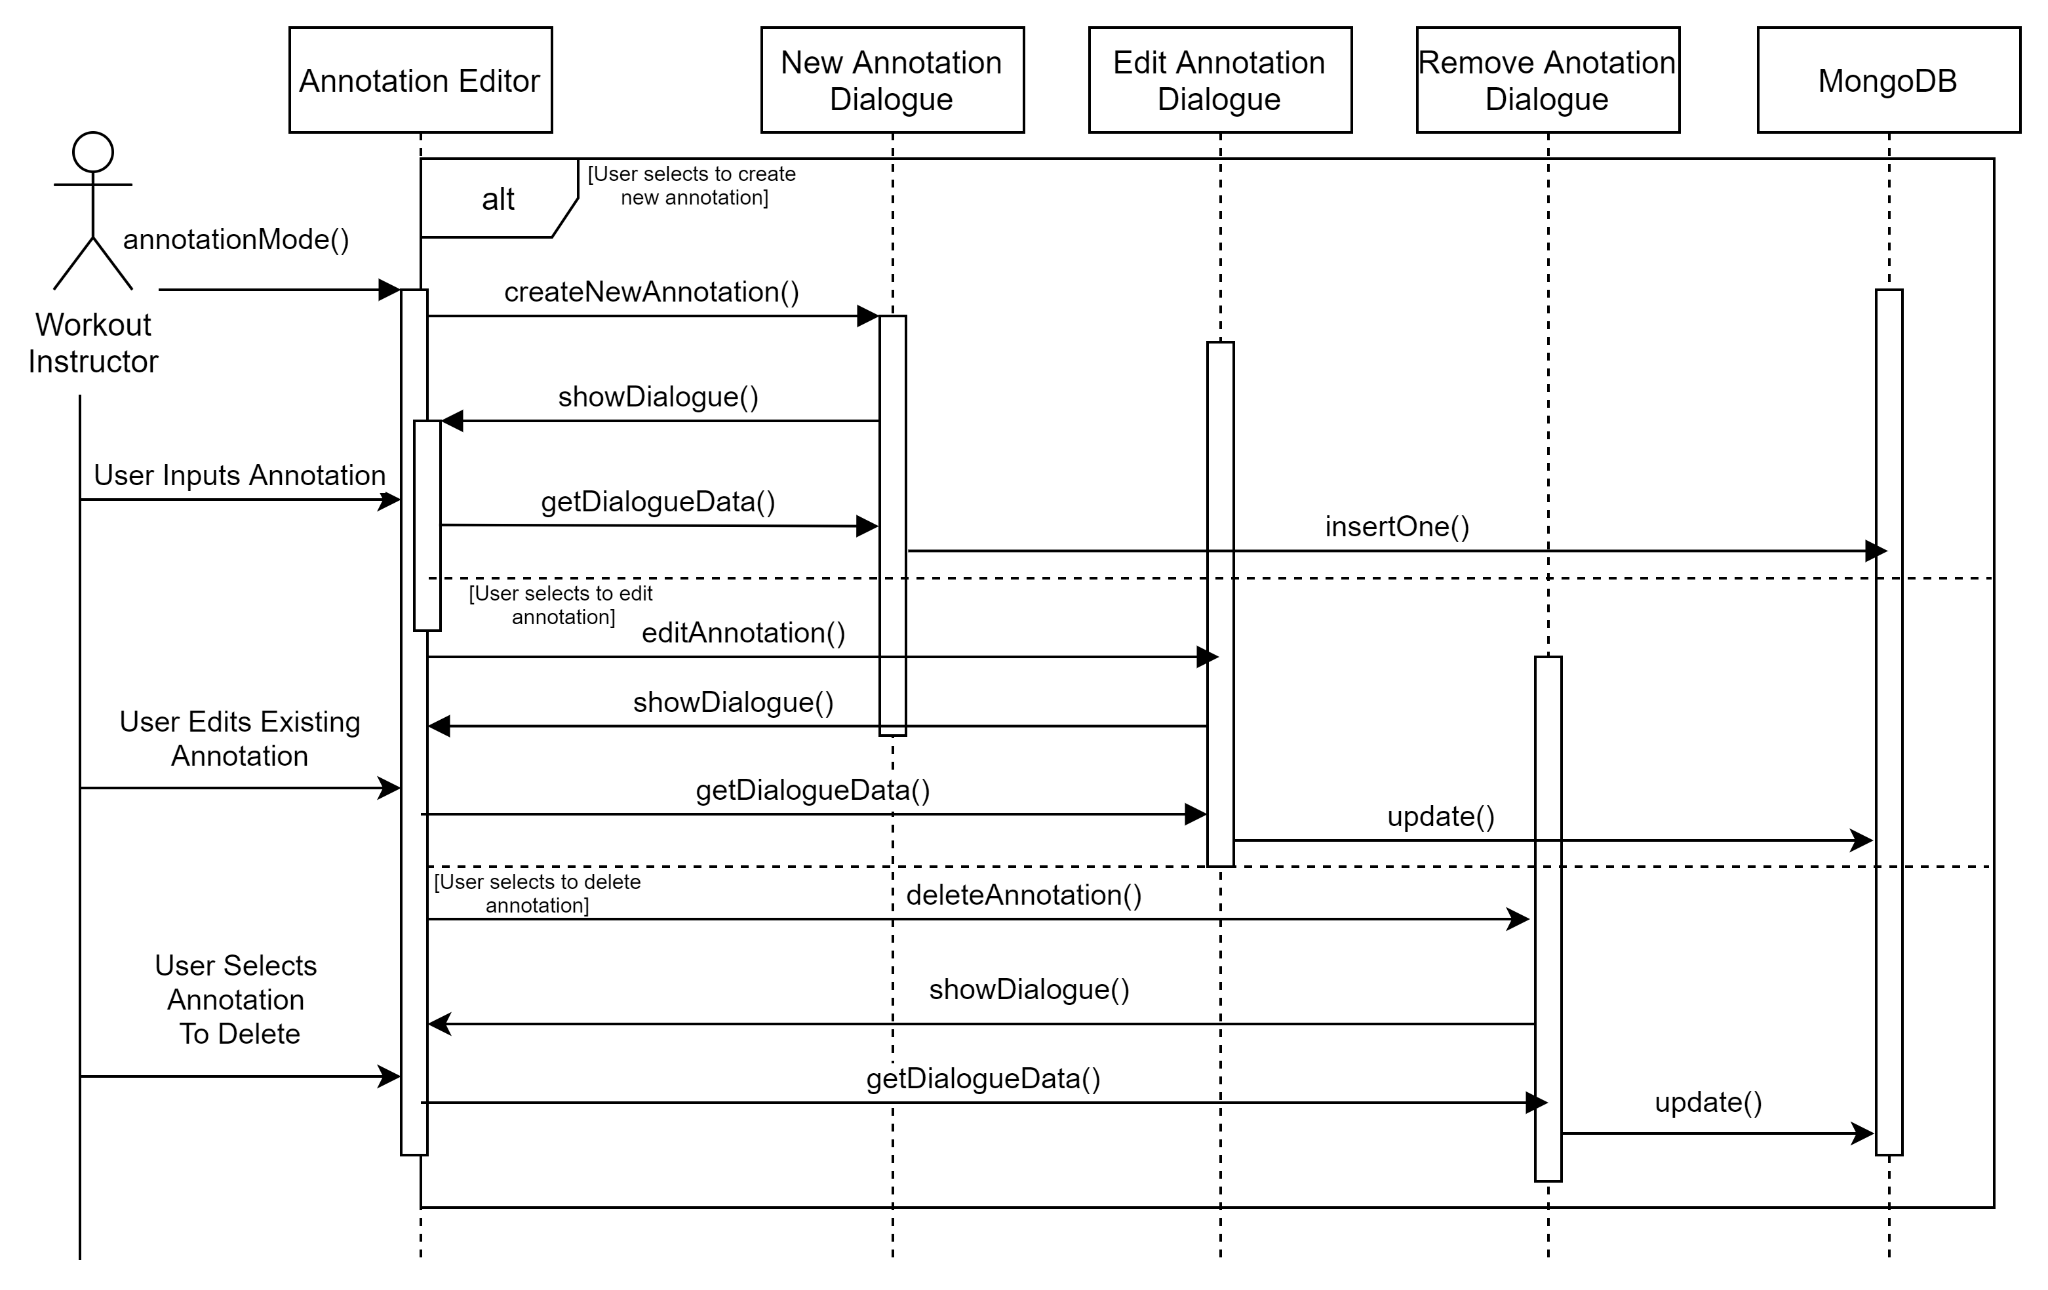 Annotation Editor
New Annotation
Dialogue
Edit Annotation
Dialogue
Remove Anotation
Dialogue
MongoDB
alt
[User selects to create
new annotation]
annotationMode()
Workout
Instructor
createNewAnnotation()
showDialogue()
User Inputs Annotation
getDialogueData()
insertOne()
[User selects to edit
annotation]
editAnnotation()
showDialogue()
User Edits Existing
Annotation
getDialogueData()
update()
[User selects to delete
annotation]
deleteAnnotation()
User Selects
Annotation
To Delete
showDialogue()
getDialogueData()
update()